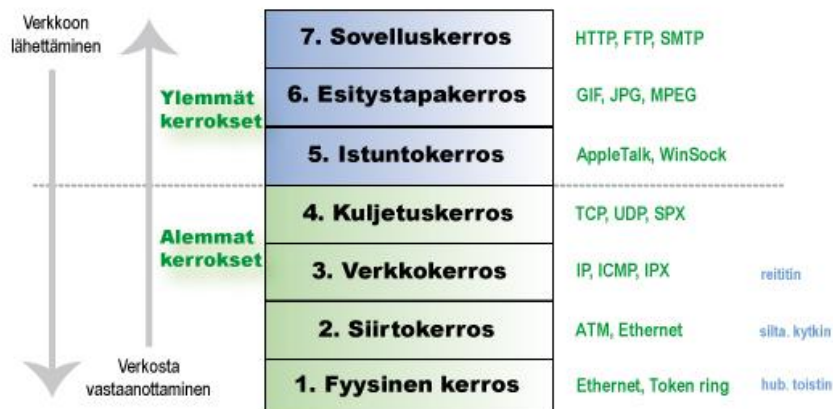 Verkkoon
lähettäminen
7. Sovelluskerros
HTTP, FTP, SMTP
Ylemmät
kerrokset
6. Esitystapakerros
GIF, JPG, MPEG
5. Istuntokerros
AppleTalk, WinSock
4. Kuljetuskerros
TCP, UDP, SPX
Alemmat
kerrokset
3. Verkkokerros
IP, ICMP, IPX
reititin
2. Siirtokerros
ATM, Ethernet
silta. kytkin
Verkosta
vastaanottaminen
1. Fyysinen kerros
Ethernet, Token ring
hub. toistin